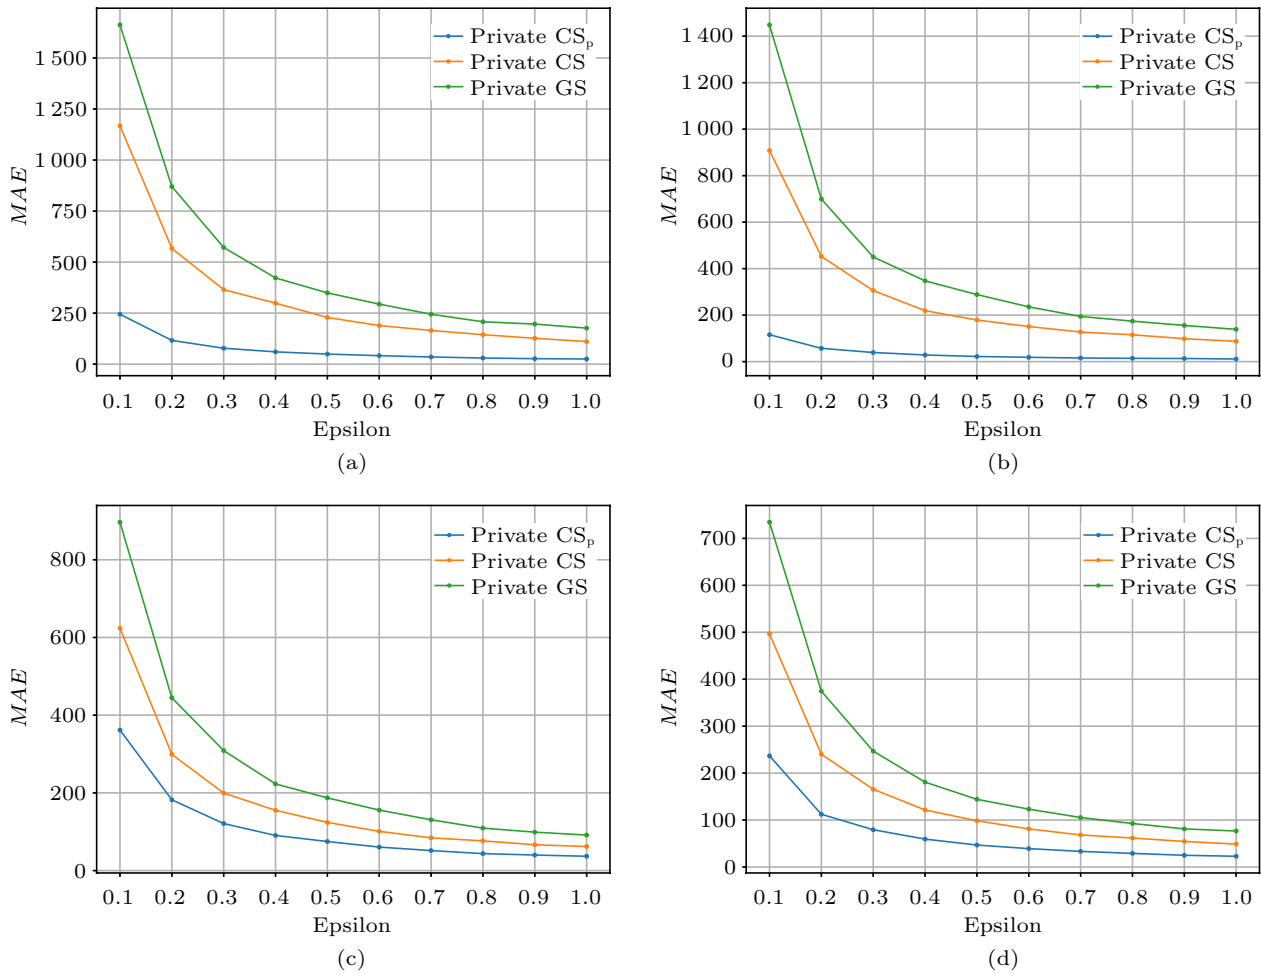 1 500
1 250
1 000
750
500
250
0
MAE
Private CSp
Private CS
Private GS
0.1 0.2 0.3 0.4 0.5 0.6 0.7 0.8 0.9 1.0
Epsilon
(a)
1 400
1 200
1 000
800
600
400
200
0
MAE
Private CSp
Private CS
Private GS
0.1 0.2 0.3 0.4 0.5 0.6 0.7 0.8 0.9 1.0
Epsilon
(b)
800
600
400
200
0
MAE
Private CSp
Private CS
Private GS
0.1 0.2 0.3 0.4 0.5 0.6 0.7 0.8 0.9 1.0
Epsilon
(c)
700
600
500
400
300
200
100
0
MAE
Private CSp
Private CS
Private GS
0.1 0.2 0.3 0.4 0.5 0.6 0.7 0.8 0.9 1.0
Epsilon
(d)